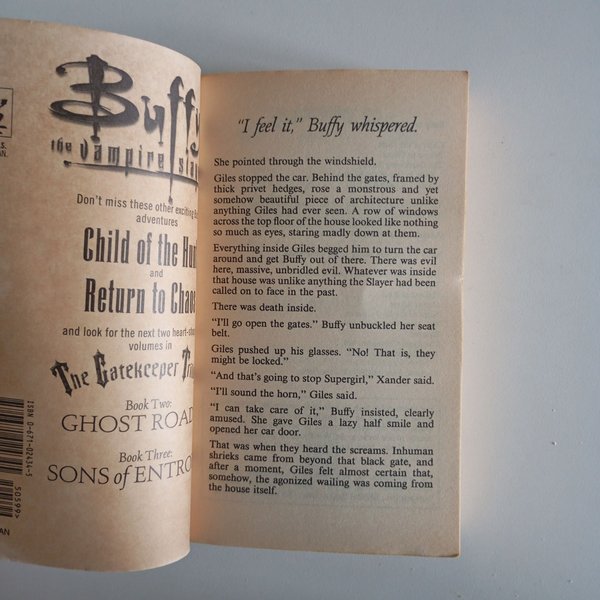 Buffy
the vampire
Don't miss these other exciting
adventures
Child of the
and
Return to
and look for the next two
volumes in
The Gatekeeper
Book Two:
GHOST
Book Three:
SONS of
ISBN 0-671-02434-5
50599>
"I feel it," Buffy whispered.
She pointed through the windshield.
Giles stopped the car. Behind the gates, framed by
thick privet hedges, rose a monstrous and yet
somehow beautiful piece of architecture unlike
anything Giles had ever seen. A row of windows
across the top floor of the house looked like nothing
so much as eyes, staring madly down at them.
Everything inside Giles begged him to turn the car
around and get Buffy out of there. There was evil
here, massive, unbridled evil. Whatever was inside
that house was unlike anything the Slayer had been
called on to face in the past.
There was death inside.
"I'll go open the gates." Buffy unbuckled her seat
belt.
Giles pushed up his glasses. "No! That is, they
might be locked."
"And that's going to stop Supergirl," Xander said.
"I'll sound the horn," Giles said.
"I can take care of it," Buffy insisted, clearly
amused. She gave Giles a lazy half smile and
opened her car door.
That was when they heard the screams. Inhuman
shrieks came from beyond that black gate, and
after a moment, Giles felt almost certain that,
somehow, the agonized wailing was coming from
the house itself.